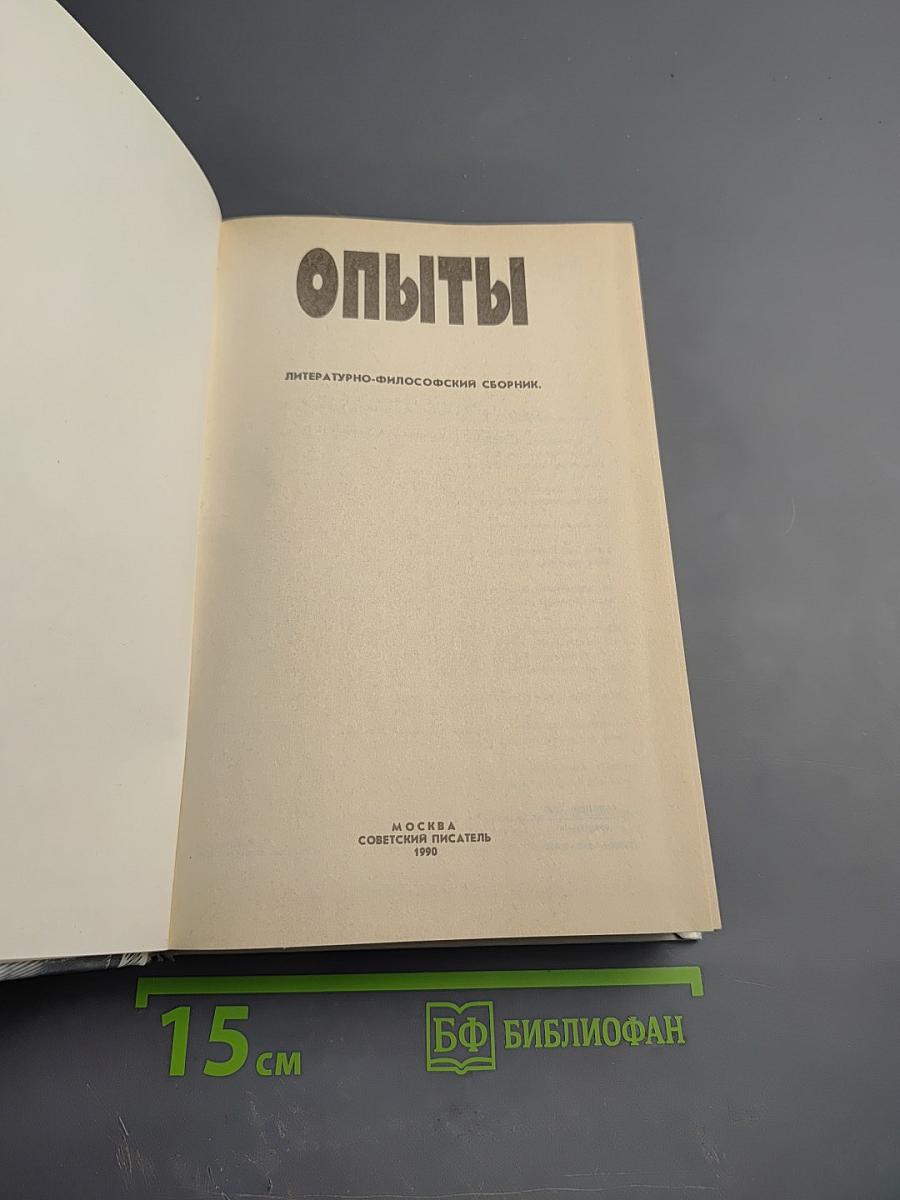 ОПЫТЫ
ЛИТЕРАТУРНО-ФИЛОСОФСКИЙ СБОРНИК.
МОСКВА
СОВЕТСКИЙ ПИСАТЕЛЬ
1990
15 см
БФ БИБЛИОФАН